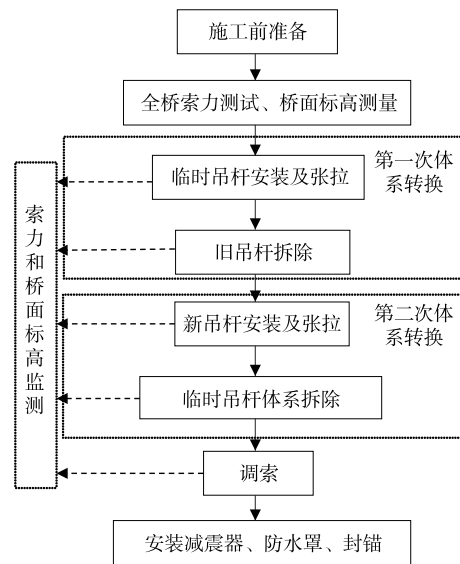 施工前准备
全桥索力测试、桥面标高测量
第一次体
系转换
临时吊杆安装及张拉
旧吊杆拆除
索力和桥面标高监测
第二次体
系转换
新吊杆安装及张拉
临时吊杆体系拆除
调索
安装减震器、防水罩、封锚